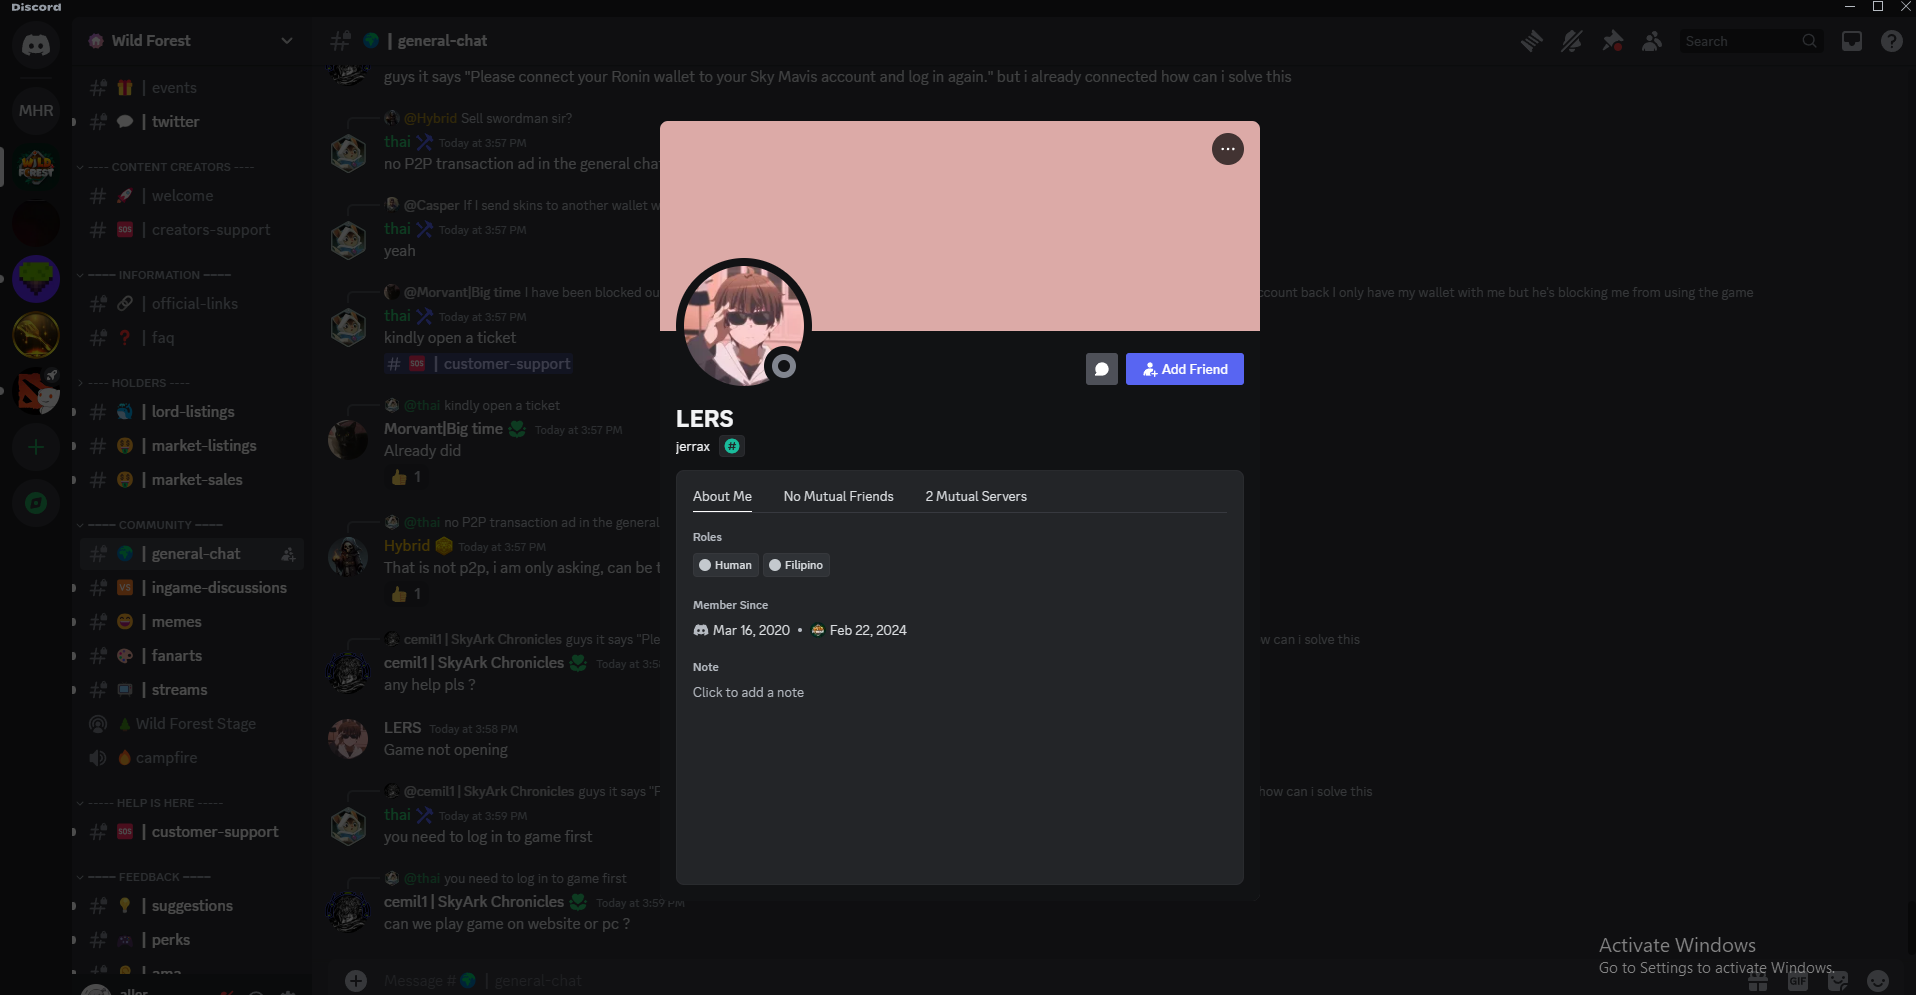 Discord
Wild Forest
| general-chat
Search
MHR
| events
| twitter
---- CONTENT CREATORS ----
| welcome
| creators-support
---- INFORMATION ----
| official-links
| faq
---- HOLDERS ----
| lord-listings
| market-listings
| market-sales
---- COMMUNITY ----
| general-chat
| ingame-discussions
| memes
| fanarts
| streams
Wild Forest Stage
campfire
----- HELP IS HERE -----
| customer-support
---- FEEDBACK ----
| suggestions
| perks
guys it says "Please connect your Ronin wallet to your Sky Mavis account and log in again." but i already connected how can i solve this
@Hybrid Sell swordman sir?
thai Today at 3:57 PM
no P2P transaction ad in the general cha
@Casper If I send skins to another wallet w
thai Today at 3:57 PM
yeah
@Morvant|Big time I have been blocked ou
ccount back I only have my wallet with me but he's blocking me from using the game
thai Today at 3:57 PM
kindly open a ticket
# | customer-support
@thai kindly open a ticket
Morvant|Big time Today at 3:57 PM
Already did
1
@thai no P2P transaction ad in the general
Hybrid Today at 3:57 PM
That is not p2p, i am only asking, can be t
1
cemil1 | SkyArk Chronicles guys it says "Ple
w can i solve this
cemil1 | SkyArk Chronicles Today at 3:58
any help pls ?
LERS Today at 3:58 PM
Game not opening
@cemil1 | SkyArk Chronicles guys it says "P
how can i solve this
thai Today at 3:59 PM
you need to log in to game first
@thai you need to log in to game first
cemil1 | SkyArk Chronicles Today at 3:59 PM
can we play game on website or pc ?
Message # | general-chat
Add Friend
LERS
jerrax
About Me No Mutual Friends 2 Mutual Servers
Roles
Human Filipino
Member Since
Mar 16, 2020 • Feb 22, 2024
Note
Click to add a note
Activate Windows
Go to Settings to activate Windows.
GIF